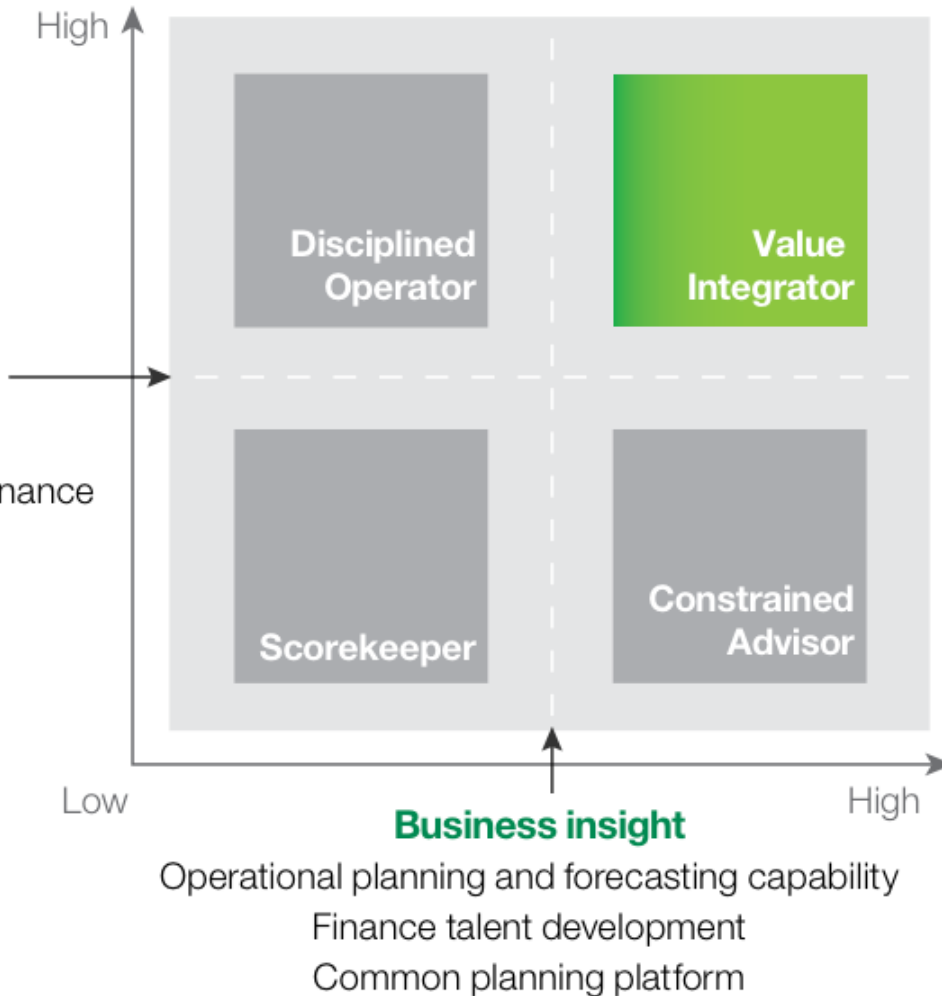 High
Disciplined
Operator
Value
Integrator
nance
Scorekeeper
Constrained
Advisor
Low
High
Business insight
Operational planning and forecasting capability
Finance talent development
Common planning platform